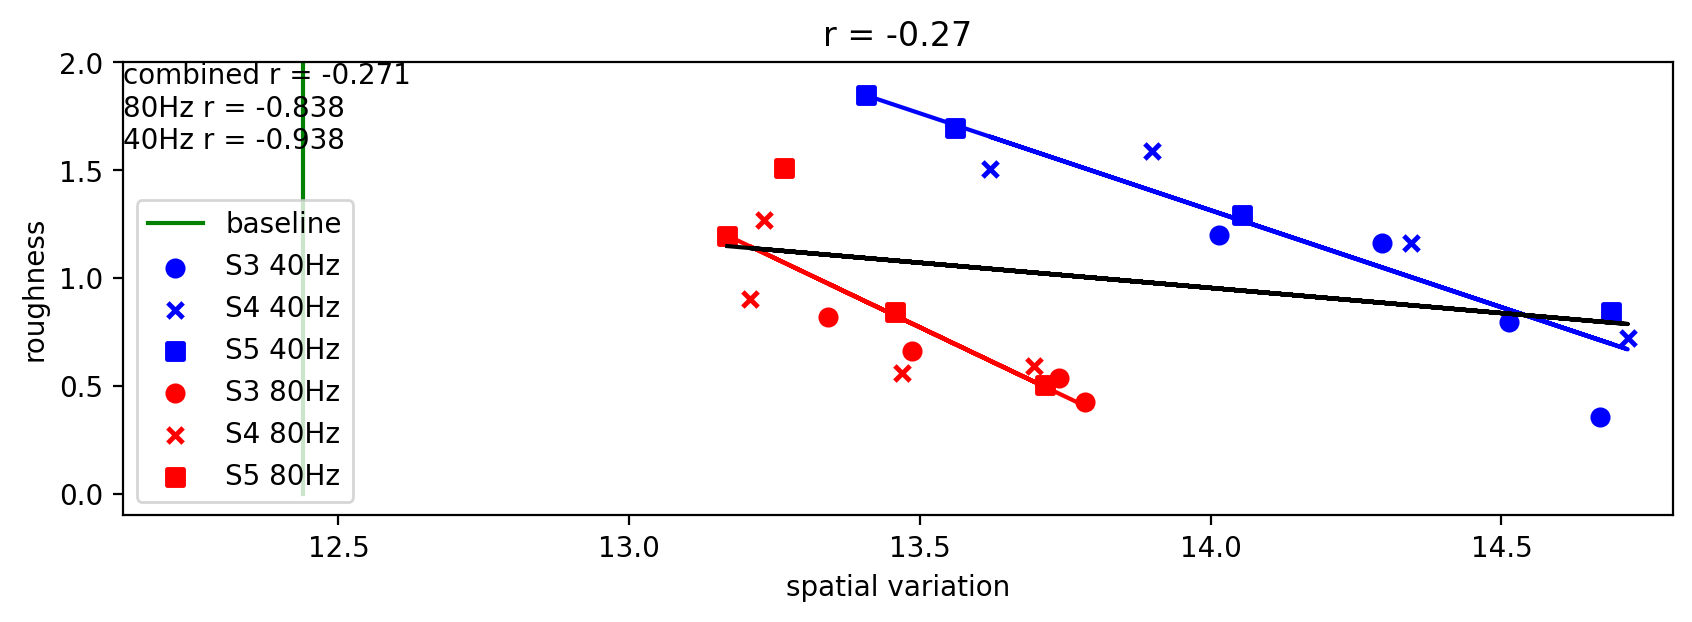 r = -0.27
combined r = -0.271
80Hz r = -0.838
40Hz r = -0.938
2.0
1.5
1.0
0.5
0.0
roughness
baseline
S3 40Hz
S4 40Hz
S5 40Hz
S3 80Hz
S4 80Hz
S5 80Hz
12.5 13.0 13.5 14.0 14.5
spatial variation